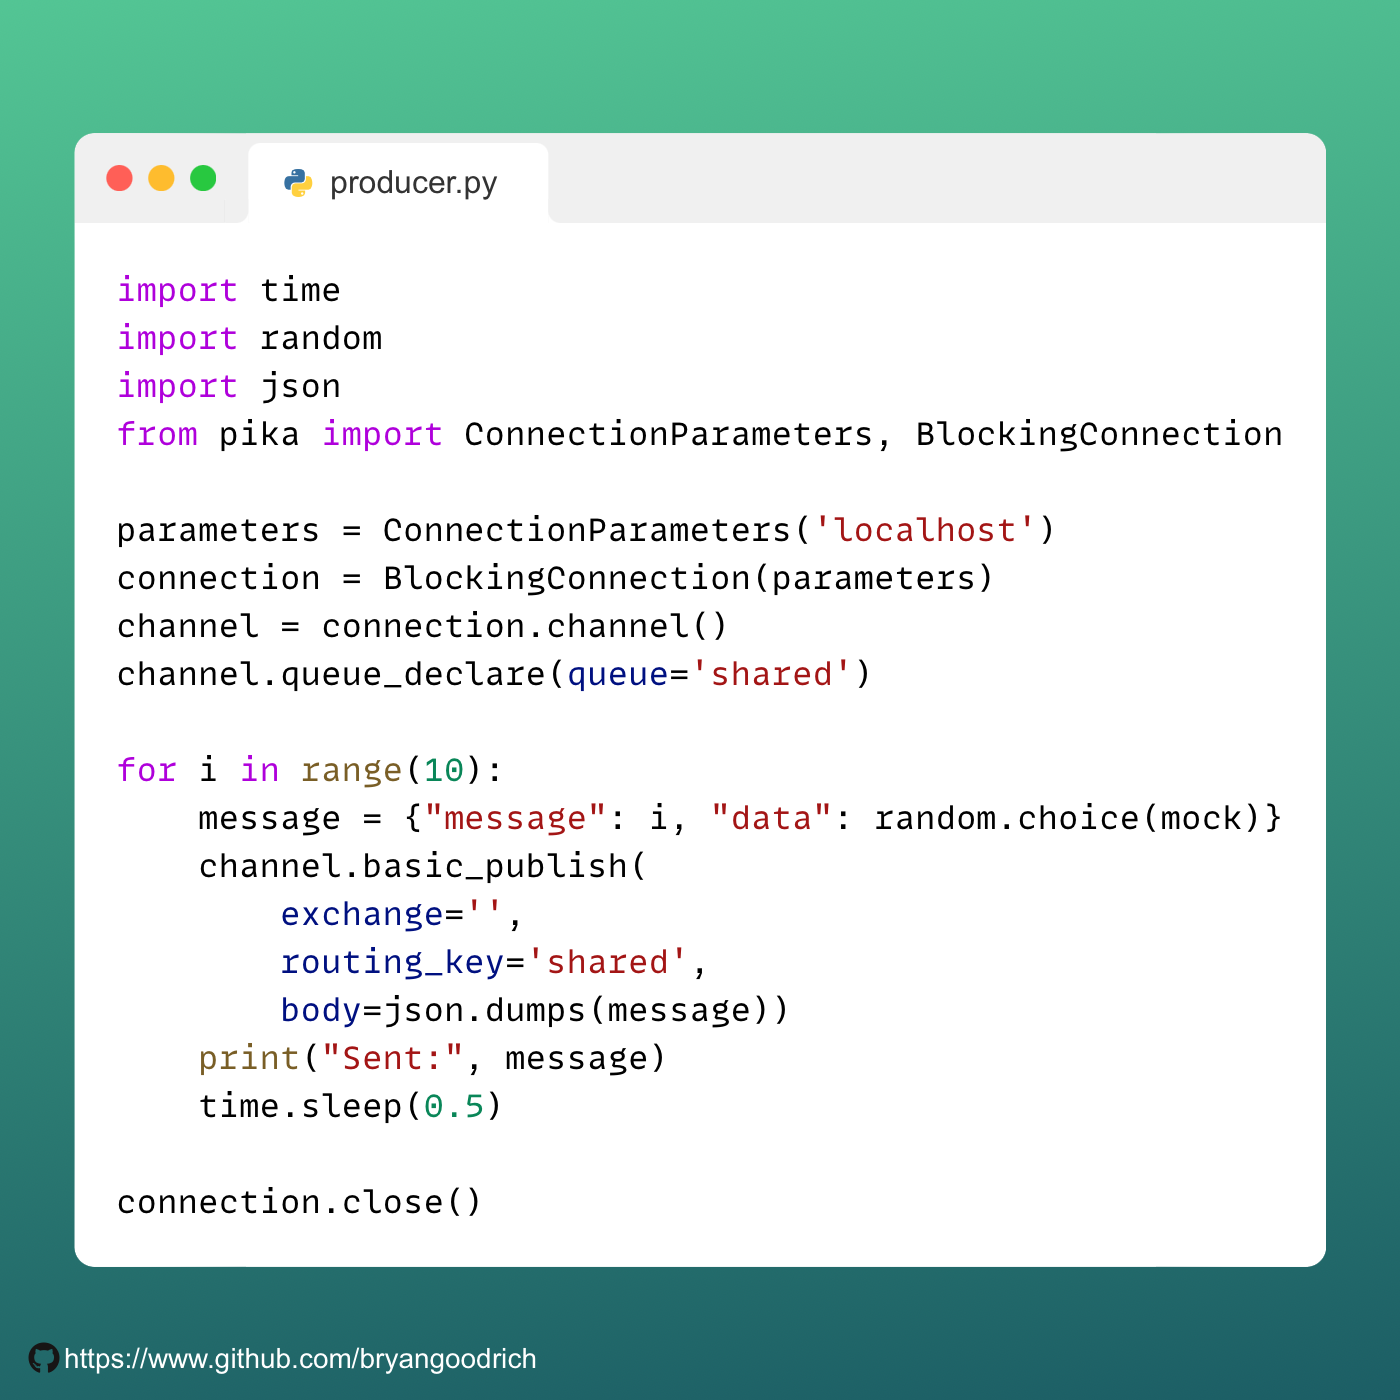 producer.py
import time
import random
import json
from pika import ConnectionParameters, BlockingConnection

parameters = ConnectionParameters('localhost')
connection = BlockingConnection(parameters)
channel = connection.channel()
channel.queue_declare(queue='shared')

for i in range(10):
    message = {"message": i, "data": random.choice(mock)}
    channel.basic_publish(
        exchange='',
        routing_key='shared',
        body=json.dumps(message))
    print("Sent:", message)
    time.sleep(0.5)

connection.close()
https://www.github.com/bryangoodrich